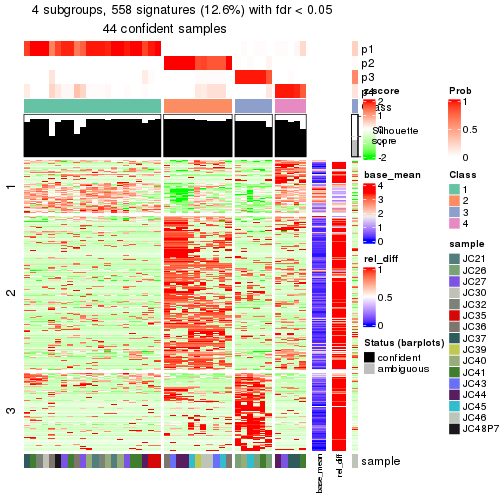 4 subgroups, 558 signatures (12.6%) with fdr < 0.05
44 confident samples
p1
p2
p3
z-score
2
-2
Silhouette
score
base_mean
4
3
2
1
0
rel_diff
1
0.5
0
Status (barplots)
confident
ambiguous
Prob
1
0.5
0
Class
1
2
3
4
sample
JC21
JC26
JC27
JC30
JC32
JC35
JC36
JC37
JC39
JC40
JC41
JC43
JC44
JC45
JC46
JC48P7
1
2
3
base_mean
rel_diff
sample